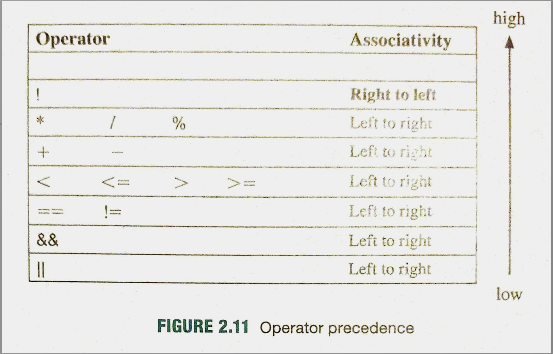 high
Operator Associativity
! Right to left
* / % Left to right
+ − Left to right
< <= > >= Left to right
== != Left to right
&& Left to right
|| Left to right
low
FIGURE 2.11 Operator precedence